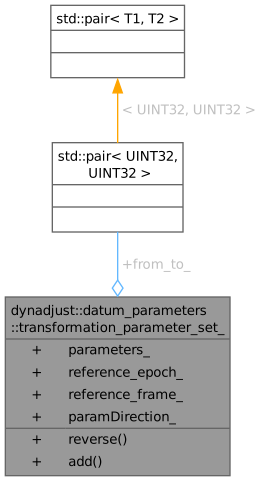 std::pair< T1, T2 >
< UINT32, UINT32 >
std::pair< UINT32,
UINT32 >
+from_to_
dynadjust::datum_parameters
::transformation_parameter_set_
+ parameters_
+ reference_epoch_
+ reference_frame_
+ paramDirection_
+ reverse()
+ add()